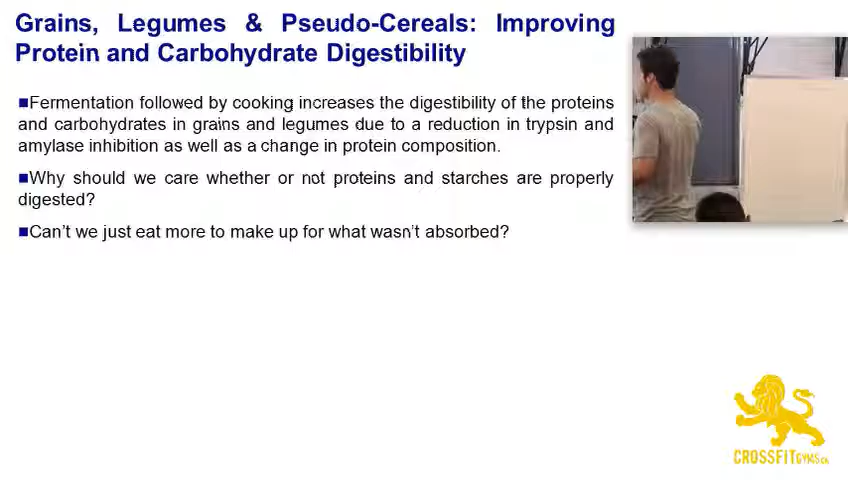 Grains, Legumes & Pseudo-Cereals: Improving
Protein and Carbohydrate Digestibility
■Fermentation followed by cooking increases the digestibility of the proteins
and carbohydrates in grains and legumes due to a reduction in trypsin and
amylase inhibition as well as a change in protein composition.
■Why should we care whether or not proteins and starches are properly
digested?
■Can't we just eat more to make up for what wasn't absorbed?
CROSSFITGYMS.CA